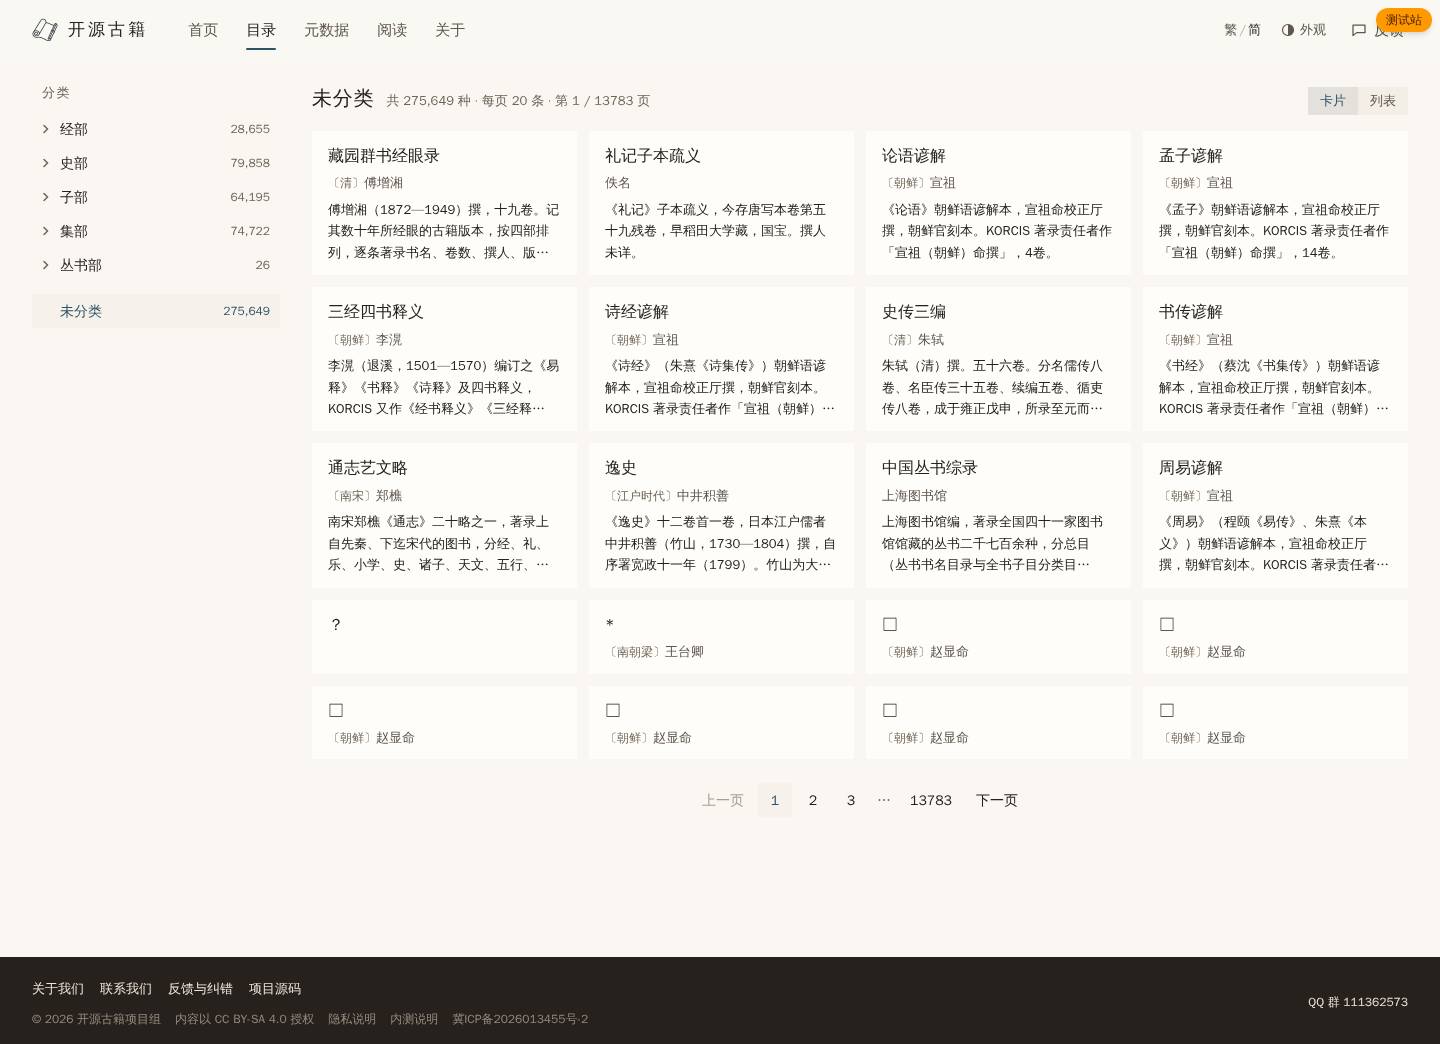 开源古籍
首页 目录 元数据 阅读 关于
繁 / 简 外观 反馈
测试站
分类
经部 28,655
史部 79,858
子部 64,195
集部 74,722
丛书部 26
未分类 275,649
未分类 共 275,649 种 · 每页 20 条 · 第 1 / 13783 页
卡片 列表
藏园群书经眼录
〔清〕傅增湘
傅增湘（1872—1949）撰，十九卷。记
其数十年所经眼的古籍版本，按四部排
列，逐条著录书名、卷数、撰人、版…
礼记子本疏义
佚名
《礼记》子本疏义，今存唐写本卷第五
十九残卷，早稻田大学藏，国宝。撰人
未详。
论语谚解
〔朝鲜〕宣祖
《论语》朝鲜语谚解本，宣祖命校正厅
撰，朝鲜官刻本。KORCIS 著录责任者作
「宣祖（朝鲜）命撰」，4卷。
孟子谚解
〔朝鲜〕宣祖
《孟子》朝鲜语谚解本，宣祖命校正厅
撰，朝鲜官刻本。KORCIS 著录责任者作
「宣祖（朝鲜）命撰」，14卷。
三经四书释义
〔朝鲜〕李滉
李滉（退溪，1501—1570）编订之《易
释》《书释》《诗释》及四书释义，
KORCIS 又作《经书释义》《三经释…
诗经谚解
〔朝鲜〕宣祖
《诗经》（朱熹《诗集传》）朝鲜语谚
解本，宣祖命校正厅撰，朝鲜官刻本。
KORCIS 著录责任者作「宣祖（朝鲜）…
史传三编
〔清〕朱轼
朱轼（清）撰。五十六卷。分名儒传八
卷、名臣传三十五卷、续编五卷、循吏
传八卷，成于雍正戊申，所录至元而…
书传谚解
〔朝鲜〕宣祖
《书经》（蔡沈《书集传》）朝鲜语谚
解本，宣祖命校正厅撰，朝鲜官刻本。
KORCIS 著录责任者作「宣祖（朝鲜）…
通志艺文略
〔南宋〕郑樵
南宋郑樵《通志》二十略之一，著录上
自先秦、下迄宋代的图书，分经、礼、
乐、小学、史、诸子、天文、五行、…
逸史
〔江户时代〕中井积善
《逸史》十二卷首一卷，日本江户儒者
中井积善（竹山，1730—1804）撰，自
序署宽政十一年（1799）。竹山为大…
中国丛书综录
上海图书馆
上海图书馆编，著录全国四十一家图书
馆馆藏的丛书二千七百余种，分总目
（丛书书名目录与全书子目分类目…
周易谚解
〔朝鲜〕宣祖
《周易》（程颐《易传》、朱熹《本
义》）朝鲜语谚解本，宣祖命校正厅
撰，朝鲜官刻本。KORCIS 著录责任者…
？
*
〔南朝梁〕王台卿
□
〔朝鲜〕赵显命
□
〔朝鲜〕赵显命
□
〔朝鲜〕赵显命
□
〔朝鲜〕赵显命
□
〔朝鲜〕赵显命
□
〔朝鲜〕赵显命
上一页 1 2 3 … 13783 下一页
关于我们 联系我们 反馈与纠错 项目源码
© 2026 开源古籍项目组 内容以 CC BY-SA 4.0 授权 隐私说明 内测说明 冀ICP备2026013455号-2
QQ 群 111362573